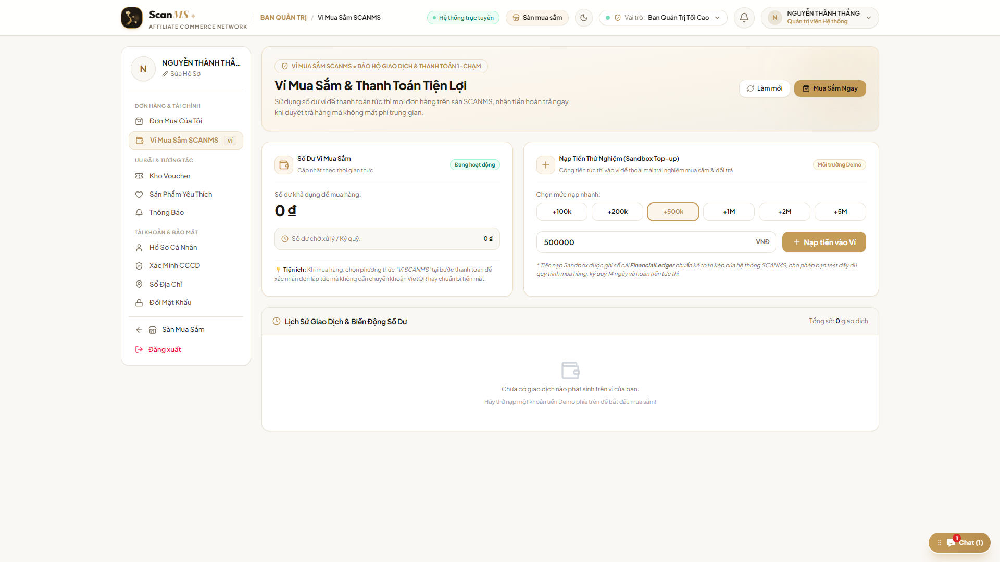 ScanMS
AFFILIATE COMMERCE NETWORK
BAN QUẢN TRỊ / Ví Mua Sắm SCANMS
Hệ thống trực tuyến
Sàn mua sắm
Vai trò: Ban Quản Trị Tối Cao
N
NGUYỄN THÀNH THẮNG
Quản trị viên Hệ thống
N
NGUYỄN THÀNH THẮ...
Sửa Hồ Sơ
ĐƠN HÀNG & TÀI CHÍNH
Đơn Mua Của Tôi
Ví Mua Sắm SCANMS
Ví
ƯU ĐÃI & TƯƠNG TÁC
Kho Voucher
Sản Phẩm Yêu Thích
Thông Báo
TÀI KHOẢN & BẢO MẬT
Hồ Sơ Cá Nhân
Xác Minh CCCD
Sổ Địa Chỉ
Đổi Mật Khẩu
Sàn Mua Sắm
Đăng xuất
VÍ MUA SẮM SCANMS • BẢO HỘ GIAO DỊCH & THANH TOÁN 1-CHẠM
Ví Mua Sắm & Thanh Toán Tiện Lợi
Sử dụng số dư ví để thanh toán tức thì mọi đơn hàng trên sàn SCANMS, nhận tiền hoàn trả ngay
khi duyệt trả hàng mà không mất phí trung gian.
Làm mới
Mua Sắm Ngay
Số Dư Ví Mua Sắm
Cập nhật theo thời gian thực
Đang hoạt động
Số dư khả dụng để mua hàng:
0 ₫
Số dư chờ xử lý / Ký quỹ:
0 ₫
💡 Tiện ích: Khi mua hàng, chọn phương thức "Ví SCANMS" tại bước thanh toán để
xác nhận đơn lập tức mà không cần chuyển khoản VietQR hay chuẩn bị tiền mặt.
Nạp Tiền Thử Nghiệm (Sandbox Top-up)
Cộng tiền tức thì vào ví để thoải mái trải nghiệm mua sắm & đổi trả
Môi trường Demo
Chọn mức nạp nhanh:
+100k
+200k
+500k
+1M
+2M
+5M
500000
VNĐ
Nạp tiền vào Ví
* Tiền nạp Sandbox được ghi sổ cái FinancialLedger chuẩn kế toán kép của hệ thống SCANMS, cho phép bạn test đầy đủ
quy trình mua hàng, ký quỹ 14 ngày và hoàn tiền tức thì.
Lịch Sử Giao Dịch & Biến Động Số Dư
Tổng số: 0 giao dịch
Chưa có giao dịch nào phát sinh trên ví của bạn.
Hãy thử nạp một khoản tiền Demo phía trên để bắt đầu mua sắm!
1
Chat (1)